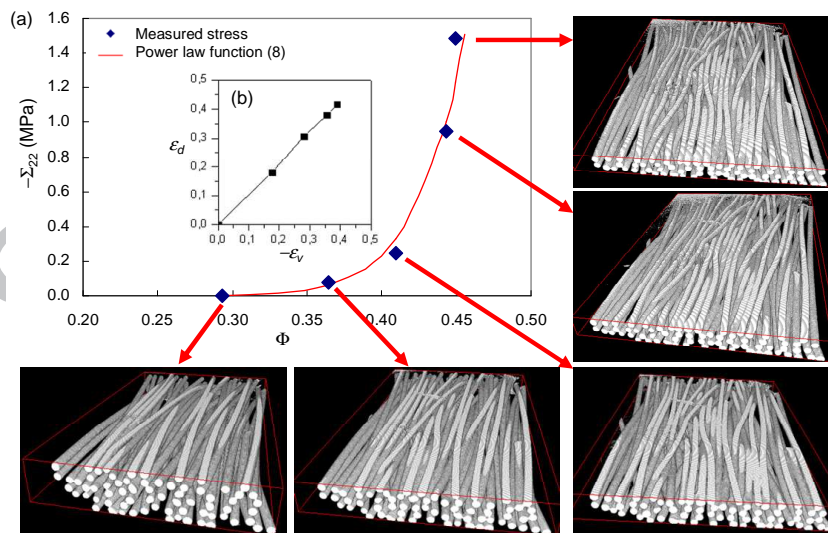 (a)
Measured stress
Power law function (8)
−Σ22 (MPa)
1.6
1.4
1.2
1.0
0.8
0.6
0.4
0.2
0.0
0.20 0.25 0.30 0.35 0.40 0.45 0.50
Φ
(b)
εd
0,5
0,4
0,3
0,2
0,1
0,0
0,0 0,1 0,2 0,3 0,4 0,5
−εv